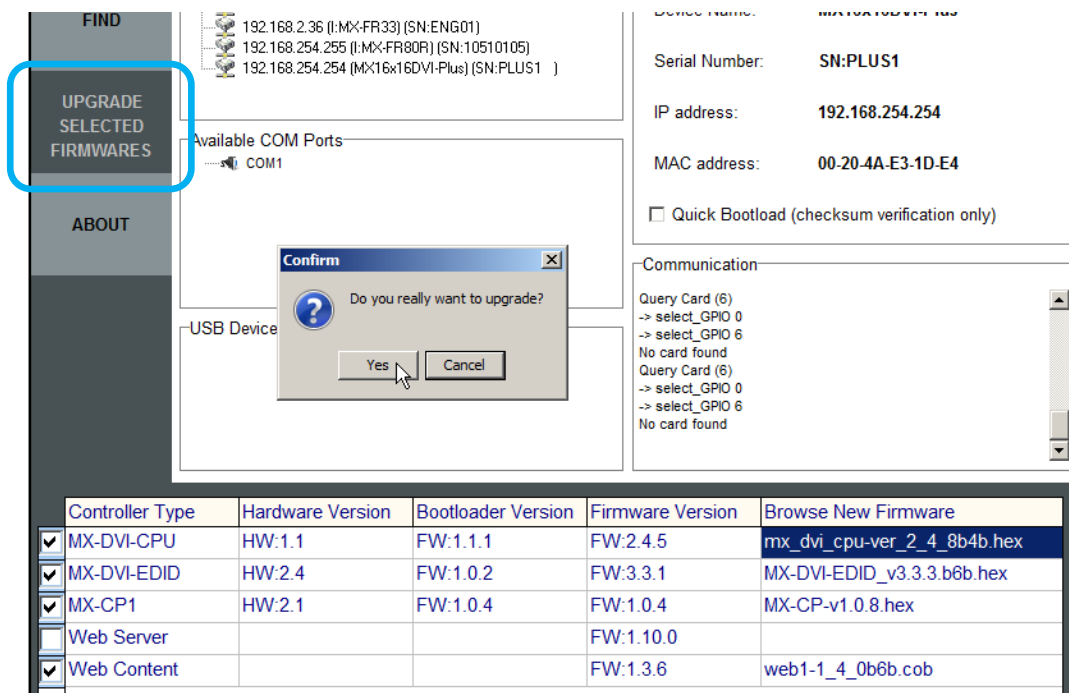 FIND
UPGRADE
SELECTED
FIRMWARES
ABOUT
192.168.2.36 (I:MX-FR33) (SN:ENG01)
192.168.254.255 (I:MX-FR80R) (SN:10510105)
192.168.254.254 (MX16x16DVI-Plus) (SN:PLUS1 )
Available COM Ports
COM1
USB Device
Confirm
Do you really want to upgrade?
Yes Cancel
Device Name: MX16x16DVI-Plus
Serial Number: SN:PLUS1
IP address: 192.168.254.254
MAC address: 00-20-4A-E3-1D-E4
Quick Bootload (checksum verification only)
Communication
Query Card (6)
-> select_GPIO 0
-> select_GPIO 6
No card found
Query Card (6)
-> select_GPIO 0
-> select_GPIO 6
No card found
Controller Type Hardware Version Bootloader Version Firmware Version Browse New Firmware
MX-DVI-CPU HW:1.1 FW:1.1.1 FW:2.4.5 mx_dvi_cpu-ver_2_4_8b4b.hex
MX-DVI-EDID HW:2.4 FW:1.0.2 FW:3.3.1 MX-DVI-EDID_v3.3.3.b6b.hex
MX-CP1 HW:2.1 FW:1.0.4 FW:1.0.4 MX-CP-v1.0.8.hex
Web Server FW:1.10.0
Web Content FW:1.3.6 web1-1_4_0b6b.cob